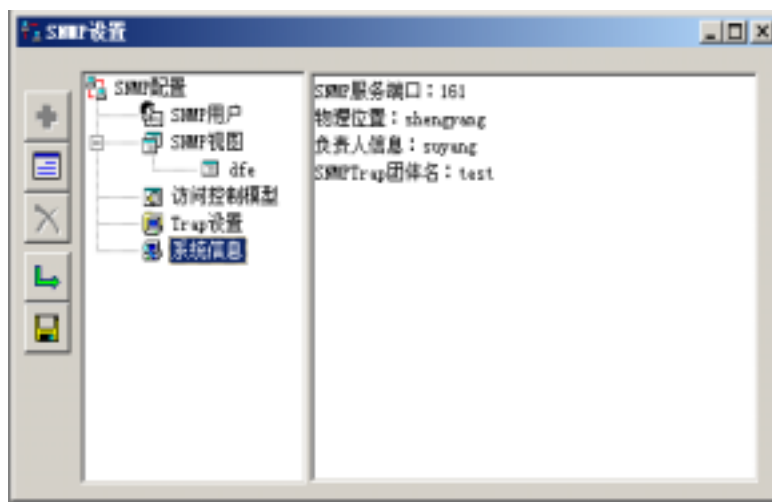 SNMP设置
SNMP配置
SNMP用户
SNMP视图
dfe
访问控制模型
Trap设置
系统信息
SNMP服务端口：161
物理位置：shengyang
负责人信息：suyang
SNMPTrap团体名：test